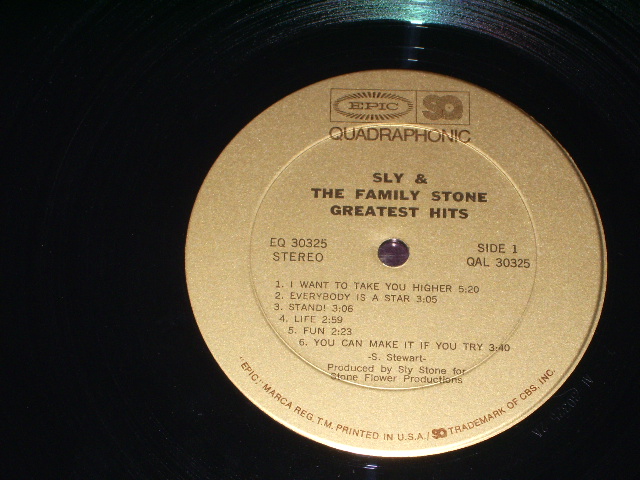 EPIC SQ
QUADRAPHONIC
SLY &
THE FAMILY STONE
GREATEST HITS
EQ 30325
STEREO
SIDE 1
QAL 30325
1. I WANT TO TAKE YOU HIGHER 5:20
2. EVERYBODY IS A STAR 3:05
3. STAND! 3:06
4. LIFE 2:59
5. FUN 2:23
6. YOU CAN MAKE IT IF YOU TRY 3:40
-S. Stewart-
Produced by Sly Stone for
Stone Flower Productions
"EPIC," MARCA REG. T.M. PRINTED IN U.S.A./ SQ TRADEMARK OF CBS, INC.